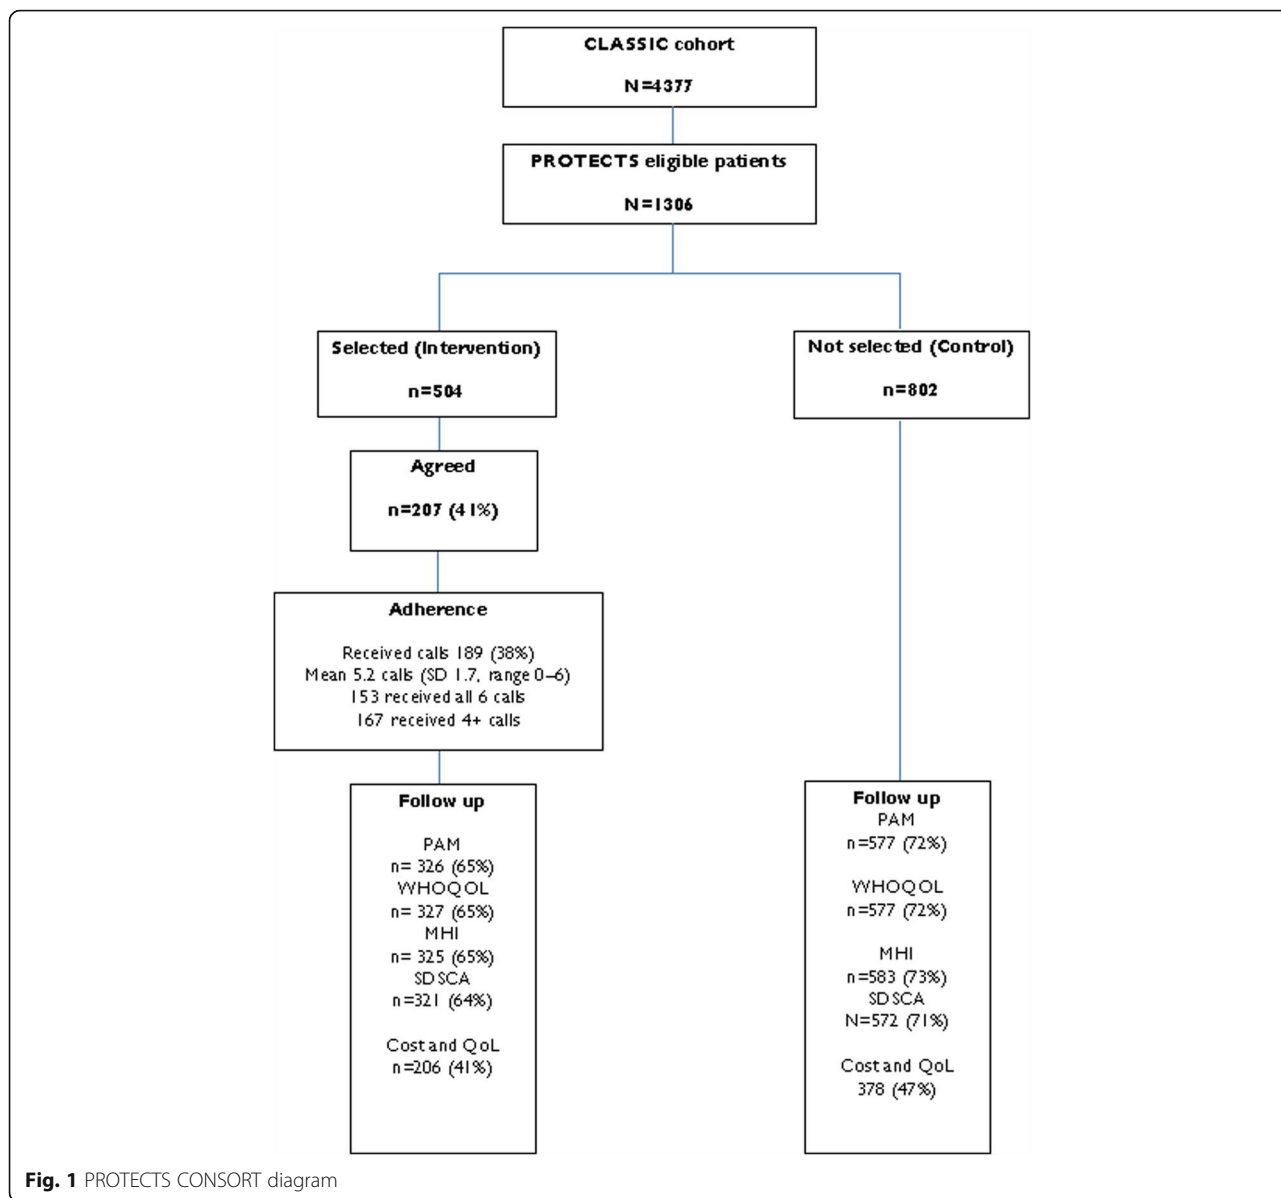 CLASSIC cohort
N=4377
PROTECTS eligible patients
N=1306
Selected (Intervention)
n=504
Not selected (Control)
n=802
Agreed
n=207 (41%)
Adherence
Received calls 189 (38%)
Mean 5.2 calls (SD 1.7, range 0–6)
153 received all 6 calls
167 received 4+ calls
Follow up
PAM
n= 326 (65%)
WHOQOL
n= 327 (65%)
MHI
n= 325 (65%)
SDSCA
n=321 (64%)
Cost and QoL
n=206 (41%)
Follow up
PAM
n=577 (72%)
WHOQOL
n=577 (72%)
MHI
n=583 (73%)
SDSCA
N=572 (71%)
Cost and QoL
378 (47%)
Fig. 1 PROTECTS CONSORT diagram